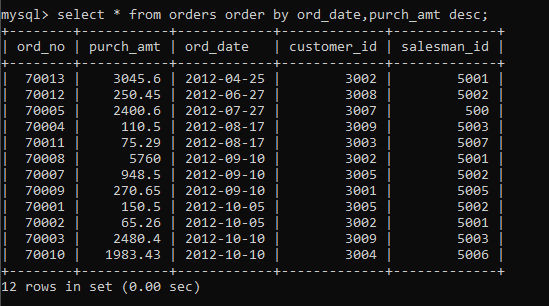 mysql> select * from orders order by ord_date,purch_amt desc;
+--------+-----------+------------+-------------+-------------+
| ord_no | purch_amt | ord_date   | customer_id | salesman_id |
+--------+-----------+------------+-------------+-------------+
|  70013 |    3045.6 | 2012-04-25 |        3002 |        5001 |
|  70012 |    250.45 | 2012-06-27 |        3008 |        5002 |
|  70005 |    2400.6 | 2012-07-27 |        3007 |         500 |
|  70004 |     110.5 | 2012-08-17 |        3009 |        5003 |
|  70011 |     75.29 | 2012-08-17 |        3003 |        5007 |
|  70008 |      5760 | 2012-09-10 |        3002 |        5001 |
|  70007 |     948.5 | 2012-09-10 |        3005 |        5002 |
|  70009 |    270.65 | 2012-09-10 |        3001 |        5005 |
|  70001 |     150.5 | 2012-10-05 |        3005 |        5002 |
|  70002 |     65.26 | 2012-10-05 |        3002 |        5001 |
|  70003 |    2480.4 | 2012-10-10 |        3009 |        5003 |
|  70010 |   1983.43 | 2012-10-10 |        3004 |        5006 |
+--------+-----------+------------+-------------+-------------+
12 rows in set (0.00 sec)